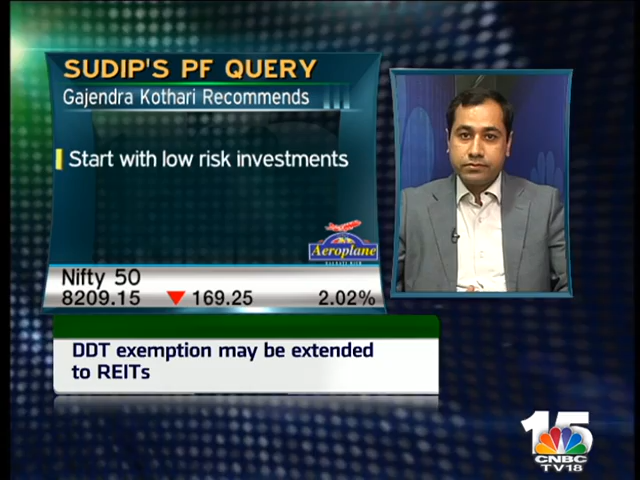 SUDIP'S PF QUERY
Gajendra Kothari Recommends
Start with low risk investments
Aeroplane
Nifty 50
8209.15 169.25 2.02%
DDT exemption may be extended
to REITs
15
CNBC
TV18